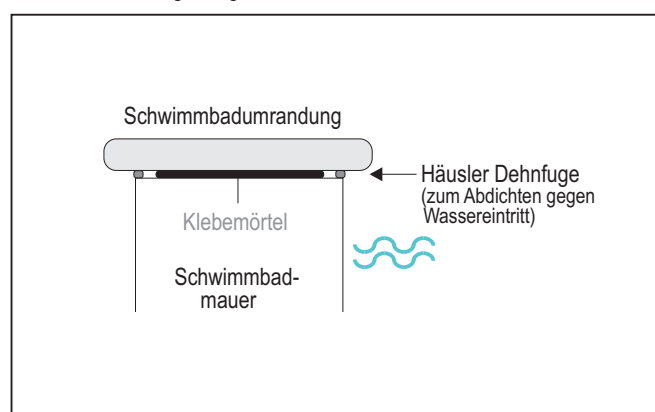 Schwimmbadumrandung
Häusler Dehnfuge
(zum Abdichten gegen
Wassereintritt)
Klebemörtel
Schwimmbad-
mauer